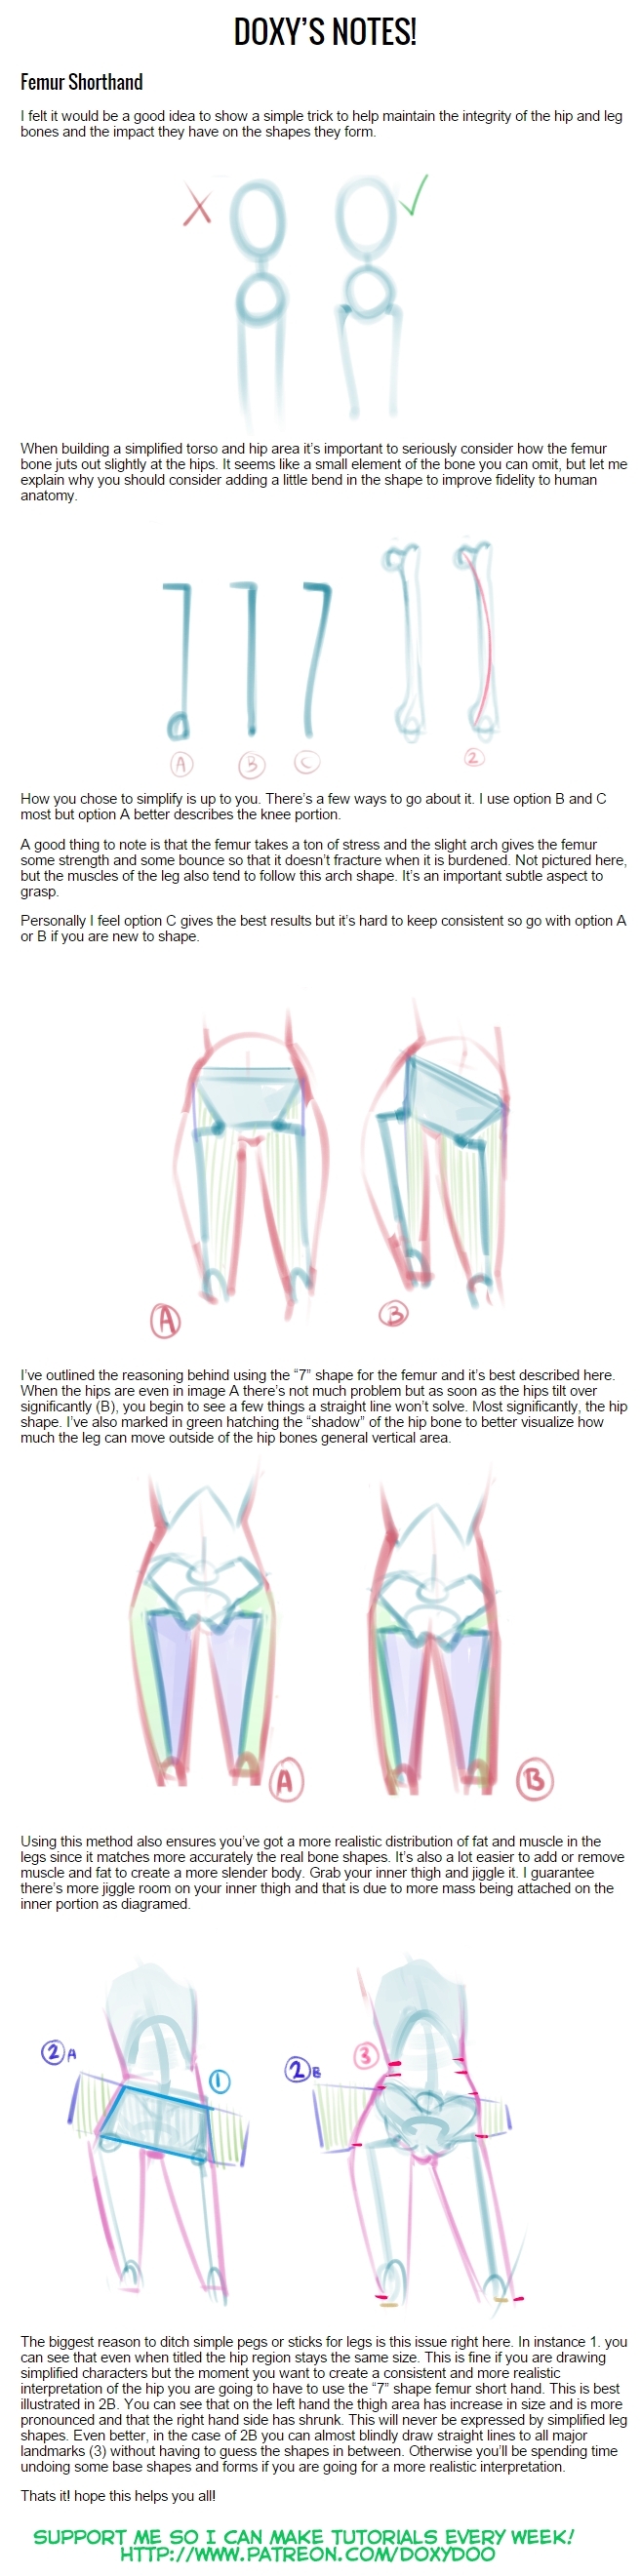 DOXY'S NOTES!
Femur Shorthand
I felt it would be a good idea to show a simple trick to help maintain the integrity of the hip and leg
bones and the impact they have on the shapes they form.
When building a simplified torso and hip area it's important to seriously consider how the femur
bone juts out slightly at the hips. It seems like a small element of the bone you can omit, but let me
explain why you should consider adding a little bend in the shape to improve fidelity to human
anatomy.
A B C 2
How you chose to simplify is up to you. There's a few ways to go about it. I use option B and C
most but option A better describes the knee portion.
A good thing to note is that the femur takes a ton of stress and the slight arch gives the femur
some strength and some bounce so that it doesn't fracture when it is burdened. Not pictured here,
but the muscles of the leg also tend to follow this arch shape. It's an important subtle aspect to
grasp.
Personally I feel option C gives the best results but it's hard to keep consistent so go with option A
or B if you are new to shape.
A B
I've outlined the reasoning behind using the "7" shape for the femur and it's best described here.
When the hips are even in image A there's not much problem but as soon as the hips tilt over
significantly (B), you begin to see a few things a straight line won't solve. Most significantly, the hip
shape. I've also marked in green hatching the "shadow" of the hip bone to better visualize how
much the leg can move outside of the hip bones general vertical area.
A B
Using this method also ensures you've got a more realistic distribution of fat and muscle in the
legs since it matches more accurately the real bone shapes. It's also a lot easier to add or remove
muscle and fat to create a more slender body. Grab your inner thigh and jiggle it. I guarantee
there's more jiggle room on your inner thigh and that is due to more mass being attached on the
inner portion as diagramed.
2A 1 2B 3
The biggest reason to ditch simple pegs or sticks for legs is this issue right here. In instance 1. you
can see that even when titled the hip region stays the same size. This is fine if you are drawing
simplified characters but the moment you want to create a consistent and more realistic
interpretation of the hip you are going to have to use the "7" shape femur short hand. This is best
illustrated in 2B. You can see that on the left hand the thigh area has increase in size and is more
pronounced and that the right hand side has shrunk. This will never be expressed by simplified leg
shapes. Even better, in the case of 2B you can almost blindly draw straight lines to all major
landmarks (3) without having to guess the shapes in between. Otherwise you'll be spending time
undoing some base shapes and forms if you are going for a more realistic interpretation.
Thats it! hope this helps you all!
SUPPORT ME SO I CAN MAKE TUTORIALS EVERY WEEK!
HTTP://WWW.PATREON.COM/DOXYDOO